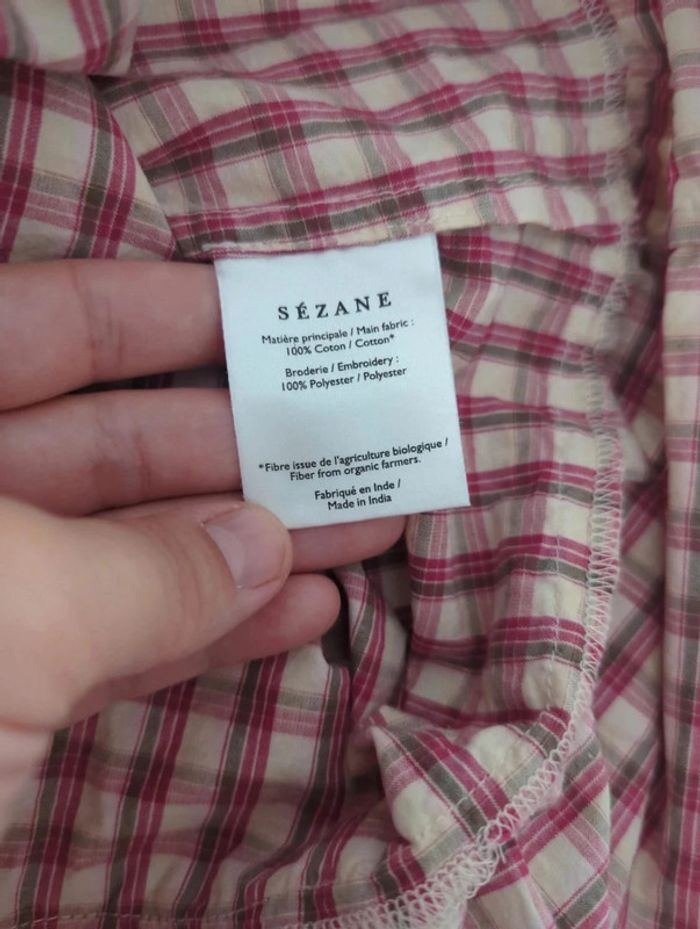 SÉZANE
Matière principale / Main fabric :
100% Coton / Cotton*
Broderie / Embroidery :
100% Polyester / Polyester
*Fibre issue de l'agriculture biologique /
Fiber from organic farmers.
Fabriqué en Inde /
Made in India